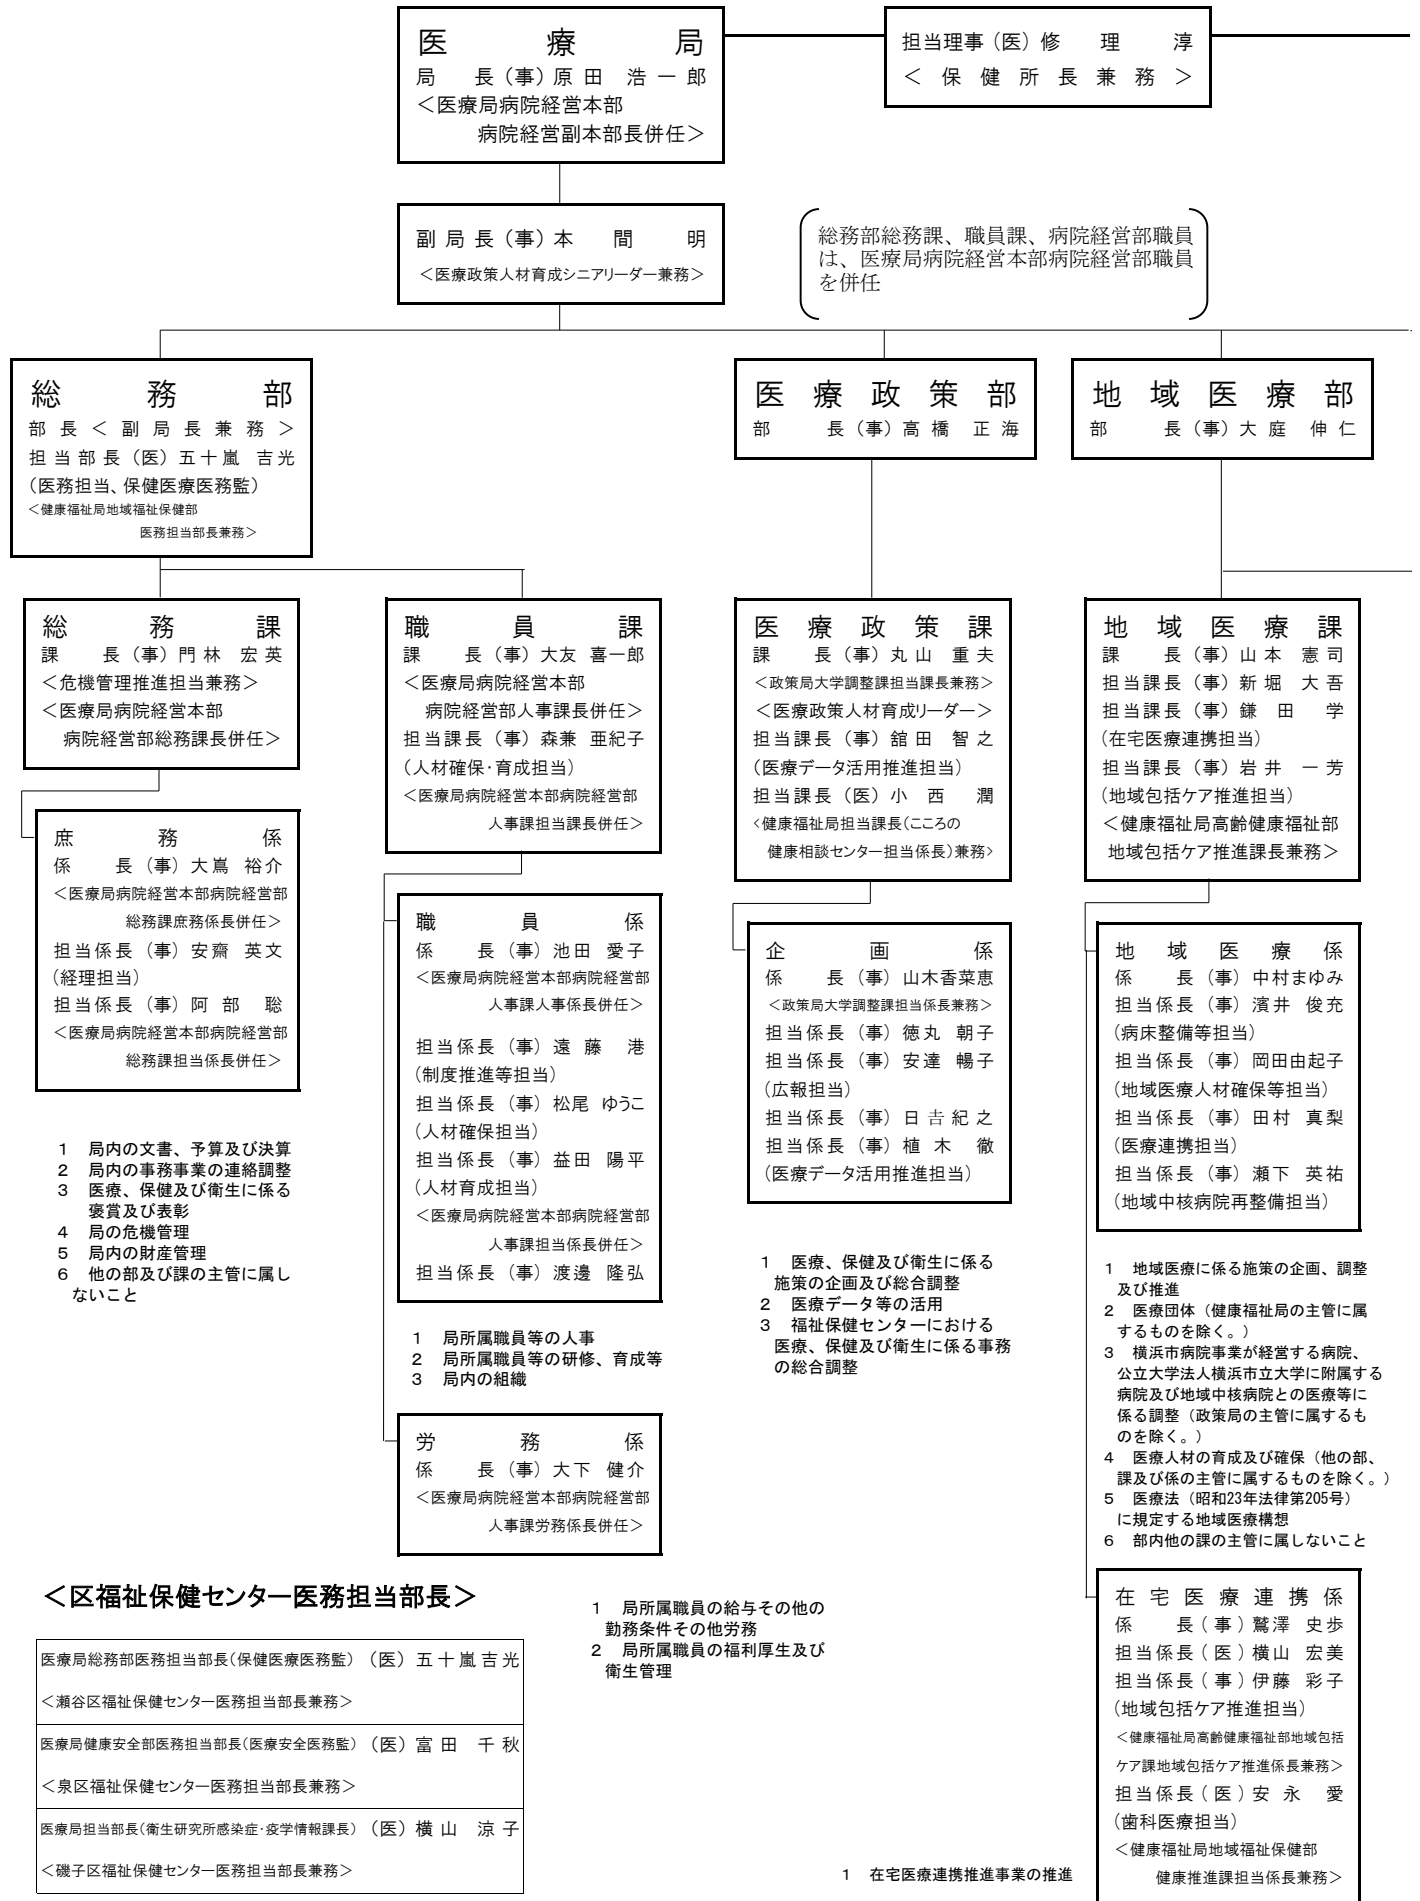 医療局
局長（事）原田 浩一郎
＜医療局病院経営本部
病院経営副本部長併任＞
担当理事（医）修理 淳
＜保健所長兼務＞
副局長（事）本間 明
＜医療政策人材育成シニアリーダー兼務＞
総務部総務課、職員課、病院経営部職員
は、医療局病院経営本部病院経営部職員
を併任
総務部
部長＜副局長兼務＞
担当部長（医）五十嵐 吉光
（医務担当、保健医療医務監）
＜健康福祉局地域福祉保健部
医務担当部長兼務＞
医療政策部
部長（事）高橋 正海
地域医療部
部長（事）大庭 伸仁
総務課
課長（事）門林 宏英
＜危機管理推進担当兼務＞
＜医療局病院経営本部
病院経営部総務課長併任＞
庶務係
係長（事）大嶌 裕介
＜医療局病院経営本部病院経営部
総務課庶務係長併任＞
担当係長（事）安齋 英文
（経理担当）
担当係長（事）阿部 聡
＜医療局病院経営本部病院経営部
総務課担当係長併任＞
1 局内の文書、予算及び決算
2 局内の事務事業の連絡調整
3 医療、保健及び衛生に係る
褒賞及び表彰
4 局の危機管理
5 局内の財産管理
6 他の部及び課の主管に属し
ないこと
職員課
課長（事）大友 喜一郎
＜医療局病院経営本部
病院経営部人事課長併任＞
担当課長（事）森兼 亜紀子
（人材確保・育成担当）
＜医療局病院経営本部病院経営部
人事課担当課長併任＞
職員係
係長（事）池田 愛子
＜医療局病院経営本部病院経営部
人事課人事係長併任＞
担当係長（事）遠藤 港
（制度推進等担当）
担当係長（事）松尾 ゆうこ
（人材確保担当）
担当係長（事）益田 陽平
（人材育成担当）
＜医療局病院経営本部病院経営部
人事課担当係長併任＞
担当係長（事）渡邊 隆弘
1 局所属職員等の人事
2 局所属職員等の研修、育成等
3 局内の組織
労務係
係長（事）大下 健介
＜医療局病院経営本部病院経営部
人事課労務係長併任＞
1 局所属職員の給与その他の
勤務条件その他労務
2 局所属職員の福利厚生及び
衛生管理
医療政策課
課長（事）丸山 重夫
＜政策局大学調整課担当課長兼務＞
＜医療政策人材育成リーダー＞
担当課長（事）舘田 智之
（医療データ活用推進担当）
担当課長（医）小西 潤
＜健康福祉局担当課長（こころの
健康相談センター担当係長）兼務＞
企画係
係長（事）山木香菜恵
＜政策局大学調整課担当係長兼務＞
担当係長（事）徳丸 朝子
担当係長（事）安達 暢子
（広報担当）
担当係長（事）日𠮷紀之
担当係長（事）植木 徹
（医療データ活用推進担当）
1 医療、保健及び衛生に係る
施策の企画及び総合調整
2 医療データ等の活用
3 福祉保健センターにおける
医療、保健及び衛生に係る事務
の総合調整
地域医療課
課長（事）山本 憲司
担当課長（事）新堀 大吾
担当課長（事）鎌田 学
（在宅医療連携担当）
担当課長（事）岩井 一芳
（地域包括ケア推進担当）
＜健康福祉局高齢健康福祉部
地域包括ケア推進課長兼務＞
地域医療係
係長（事）中村まゆみ
担当係長（事）濱井 俊充
（病床整備等担当）
担当係長（事）岡田由起子
（地域医療人材確保等担当）
担当係長（事）田村 真梨
（医療連携担当）
担当係長（事）瀬下 英祐
（地域中核病院再整備担当）
1 地域医療に係る施策の企画、調整
及び推進
2 医療団体（健康福祉局の主管に属
するものを除く。）
3 横浜市病院事業が経営する病院、
公立大学法人横浜市立大学に附属する
病院及び地域中核病院との医療等に
係る調整（政策局の主管に属するも
のを除く。）
4 医療人材の育成及び確保（他の部、
課及び係の主管に属するものを除く。）
5 医療法（昭和23年法律第205号）
に規定する地域医療構想
6 部内他の課の主管に属しないこと
在宅医療連携係
係長（事）鷲澤 史歩
担当係長（医）横山 宏美
担当係長（事）伊藤 彩子
（地域包括ケア推進担当）
＜健康福祉局高齢健康福祉部地域包括
ケア課地域包括ケア推進係長兼務＞
担当係長（医）安永 愛
（歯科医療担当）
＜健康福祉局地域福祉保健部
健康推進課担当係長兼務＞
1 在宅医療連携推進事業の推進
＜区福祉保健センター医務担当部長＞
医療局総務部医務担当部長（保健医療医務監）（医）五十嵐吉光
＜瀬谷区福祉保健センター医務担当部長兼務＞
医療局健康安全部医務担当部長（医療安全医務監）（医）富田 千秋
＜泉区福祉保健センター医務担当部長兼務＞
医療局担当部長（衛生研究所感染症・疫学情報課長）（医）横山 涼子
＜磯子区福祉保健センター医務担当部長兼務＞